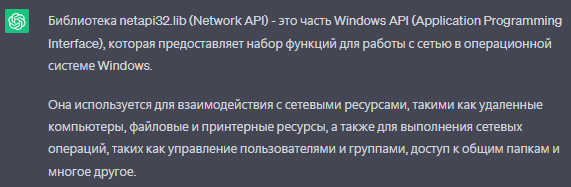 Библиотека netapi32.lib (Network API) - это часть Windows API (Application Programming
Interface), которая предоставляет набор функций для работы с сетью в операционной
системе Windows.
Она используется для взаимодействия с сетевыми ресурсами, такими как удаленные
компьютеры, файловые и принтерные ресурсы, а также для выполнения сетевых
операций, таких как управление пользователями и группами, доступ к общим папкам и
многое другое.